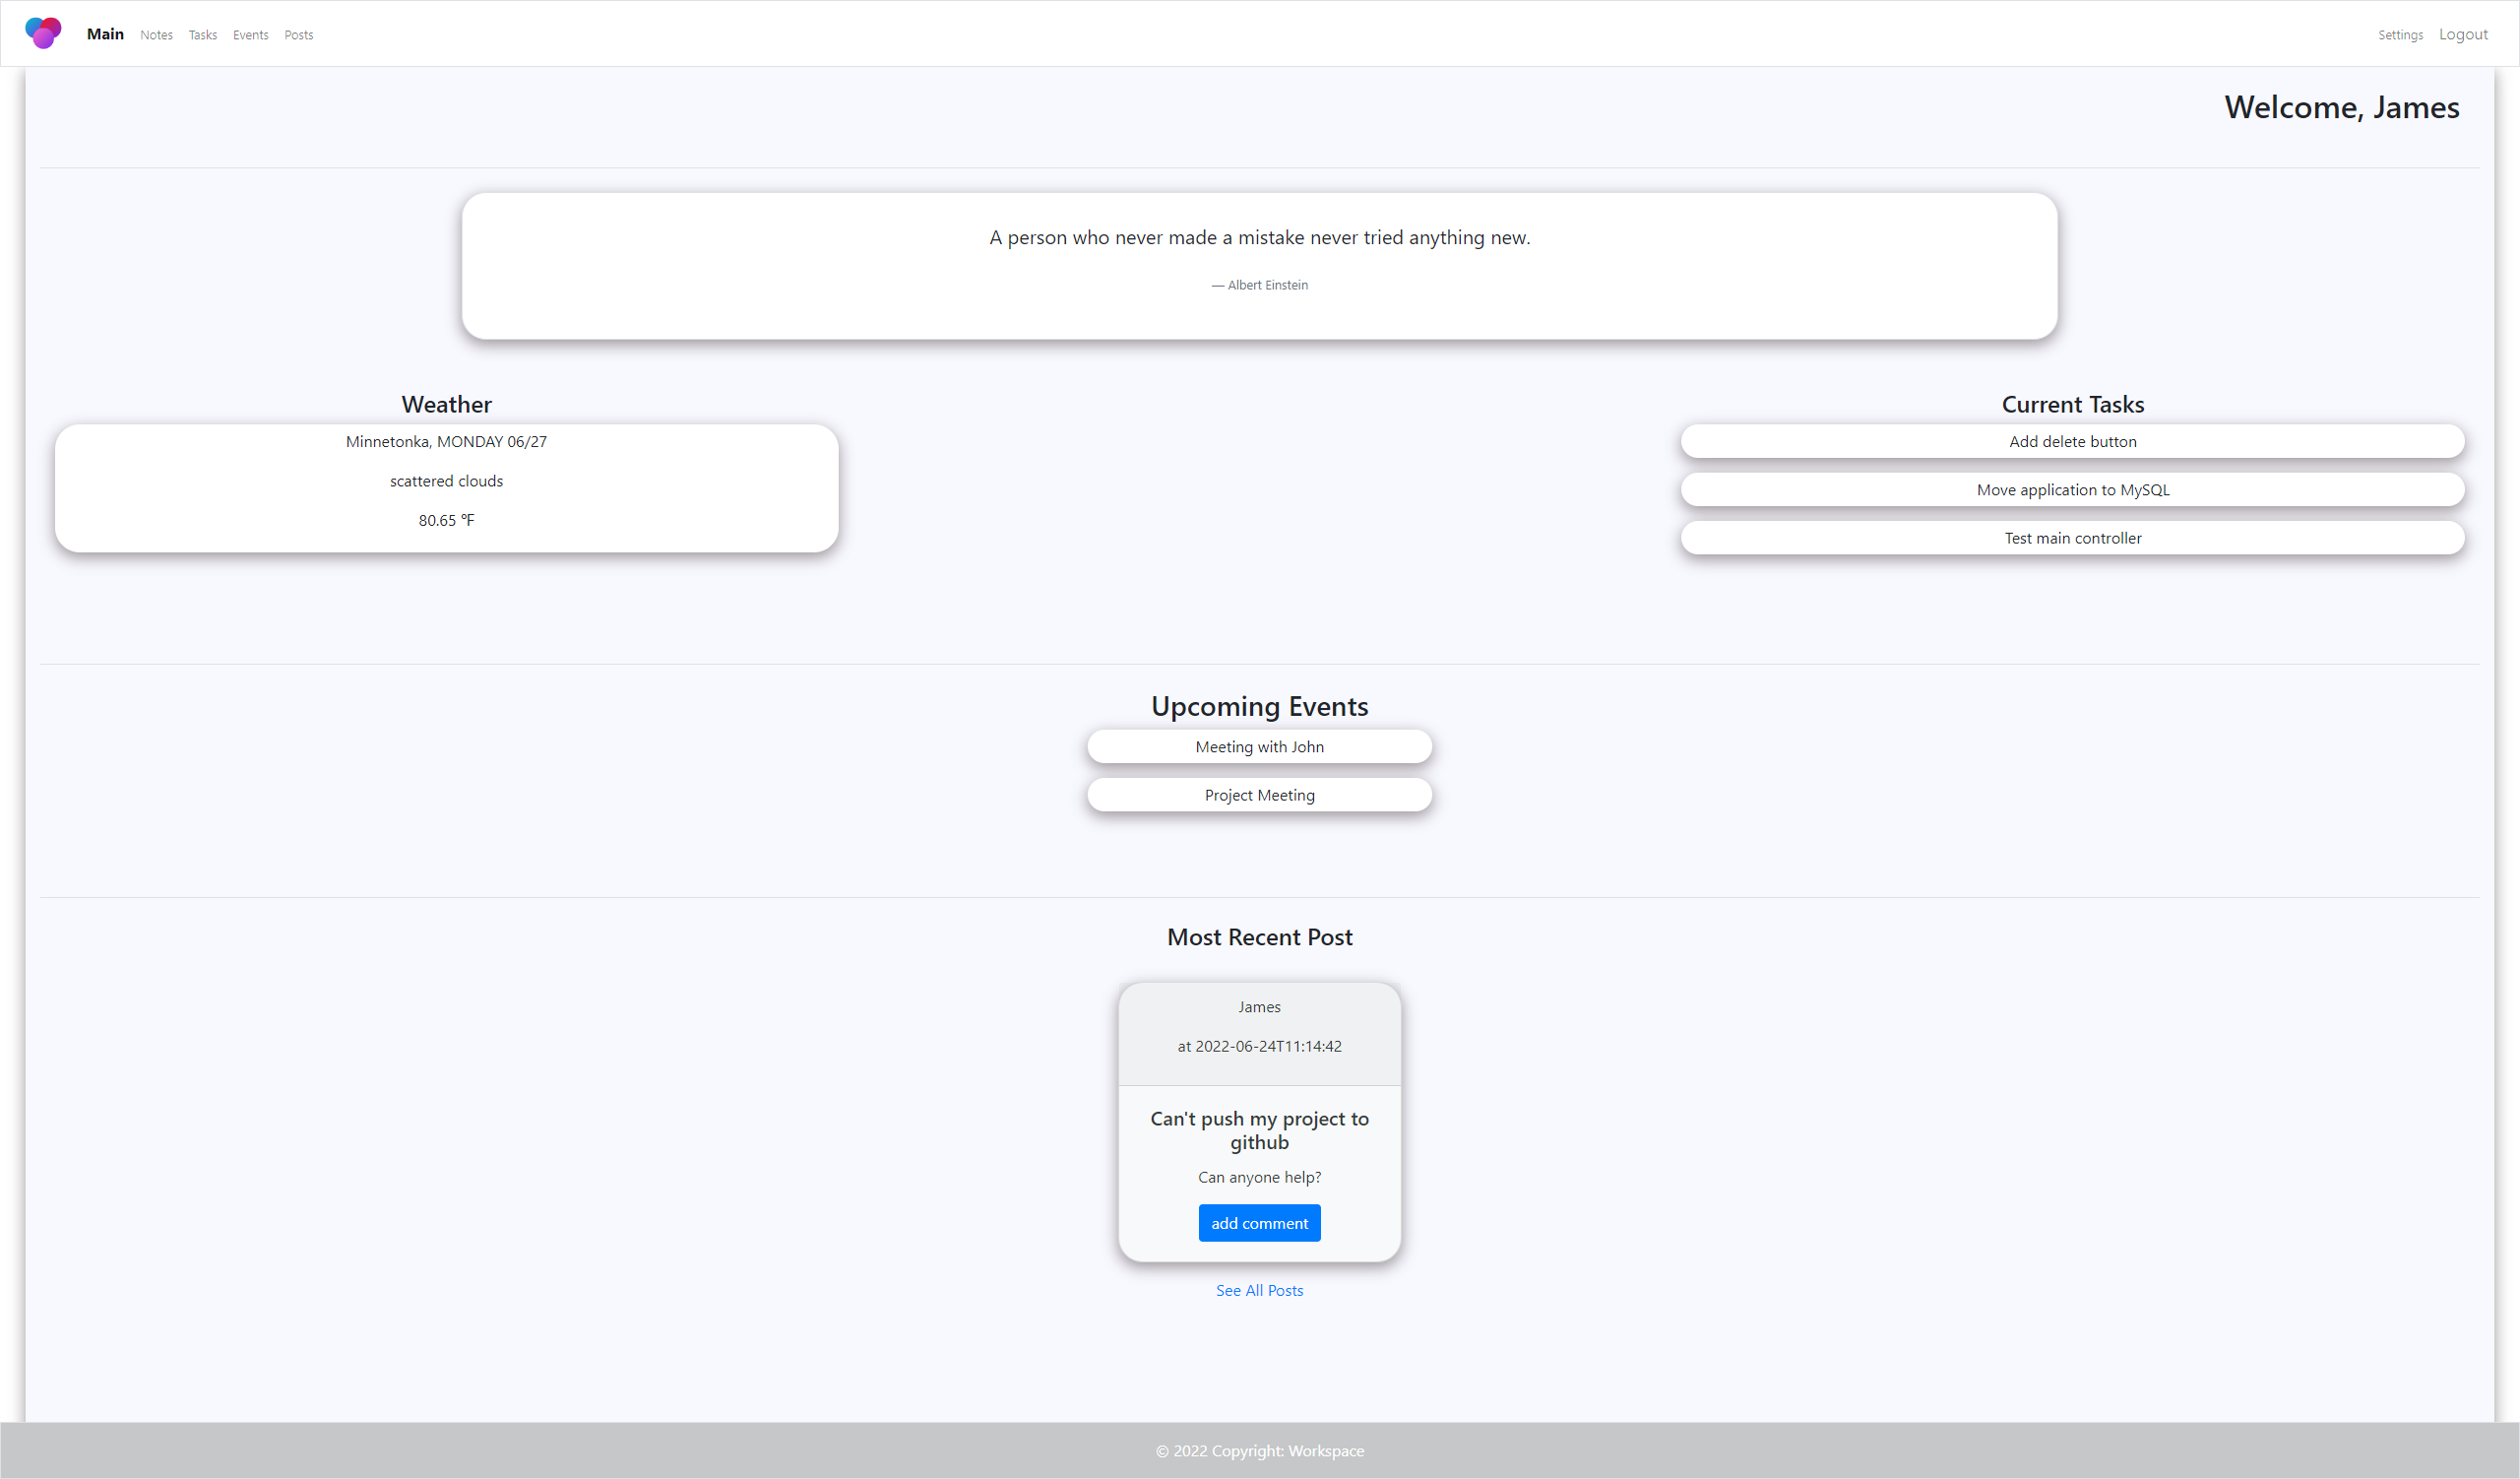 Main Notes Tasks Events Posts Settings Logout
Welcome, James
A person who never made a mistake never tried anything new.
— Albert Einstein
Weather
Minnetonka, MONDAY 06/27
scattered clouds
80.65 °F
Current Tasks
Add delete button
Move application to MySQL
Test main controller
Upcoming Events
Meeting with John
Project Meeting
Most Recent Post
James
at 2022-06-24T11:14:42
Can't push my project to
github
Can anyone help?
add comment
See All Posts
© 2022 Copyright: Workspace